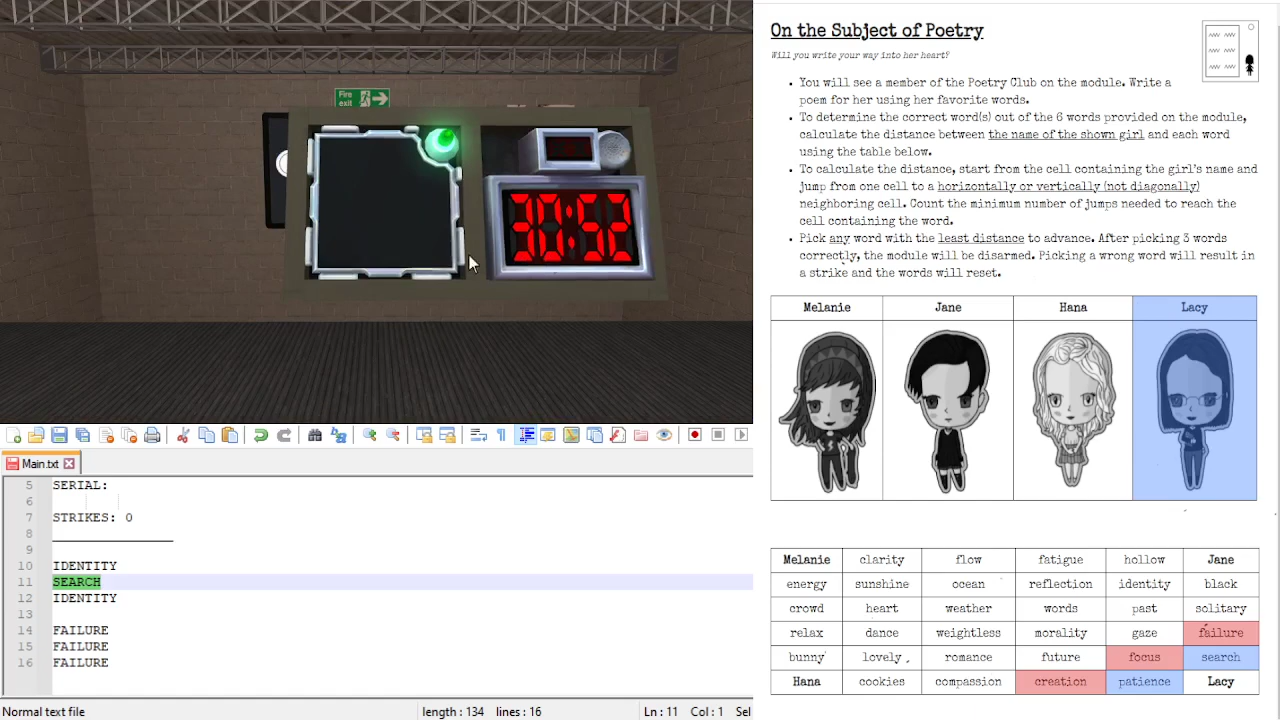 Fire
exit
30:52
Main.txt
5 SERIAL:
6
7 STRIKES: 0
8 _______________
9
10 IDENTITY
11 SEARCH
12 IDENTITY
13
14 FAILURE
15 FAILURE
16 FAILURE
Normal text file length : 134 lines : 16 Ln : 11 Col : 1 Sel
On the Subject of Poetry
Will you write your way into her heart?
• You will see a member of the Poetry Club on the module. Write a
poem for her using her favorite words.
• To determine the correct word(s) out of the 6 words provided on the module,
calculate the distance between the name of the shown girl and each word
using the table below.
• To calculate the distance, start from the cell containing the girl's name and
jump from one cell to a horizontally or vertically (not diagonally)
neighboring cell. Count the minimum number of jumps needed to reach the
cell containing the word.
• Pick any word with the least distance to advance. After picking 3 words
correctly, the module will be disarmed. Picking a wrong word will result in
a strike and the words will reset.
Melanie Jane Hana Lacy
Melanie clarity flow fatigue hollow Jane
energy sunshine ocean reflection identity black
crowd heart weather words past solitary
relax dance weightless morality gaze failure
bunny lovely romance future focus search
Hana cookies compassion creation patience Lacy